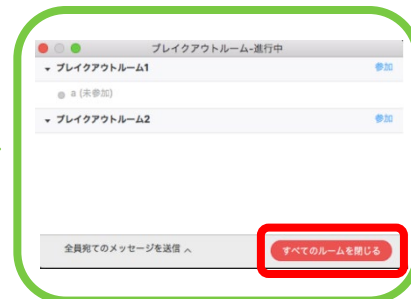 ブレイクアウトルーム-進行中
ブレイクアウトルーム1 参加
a (未参加)
ブレイクアウトルーム2 参加
全員宛てのメッセージを送信 へ すべてのルームを閉じる